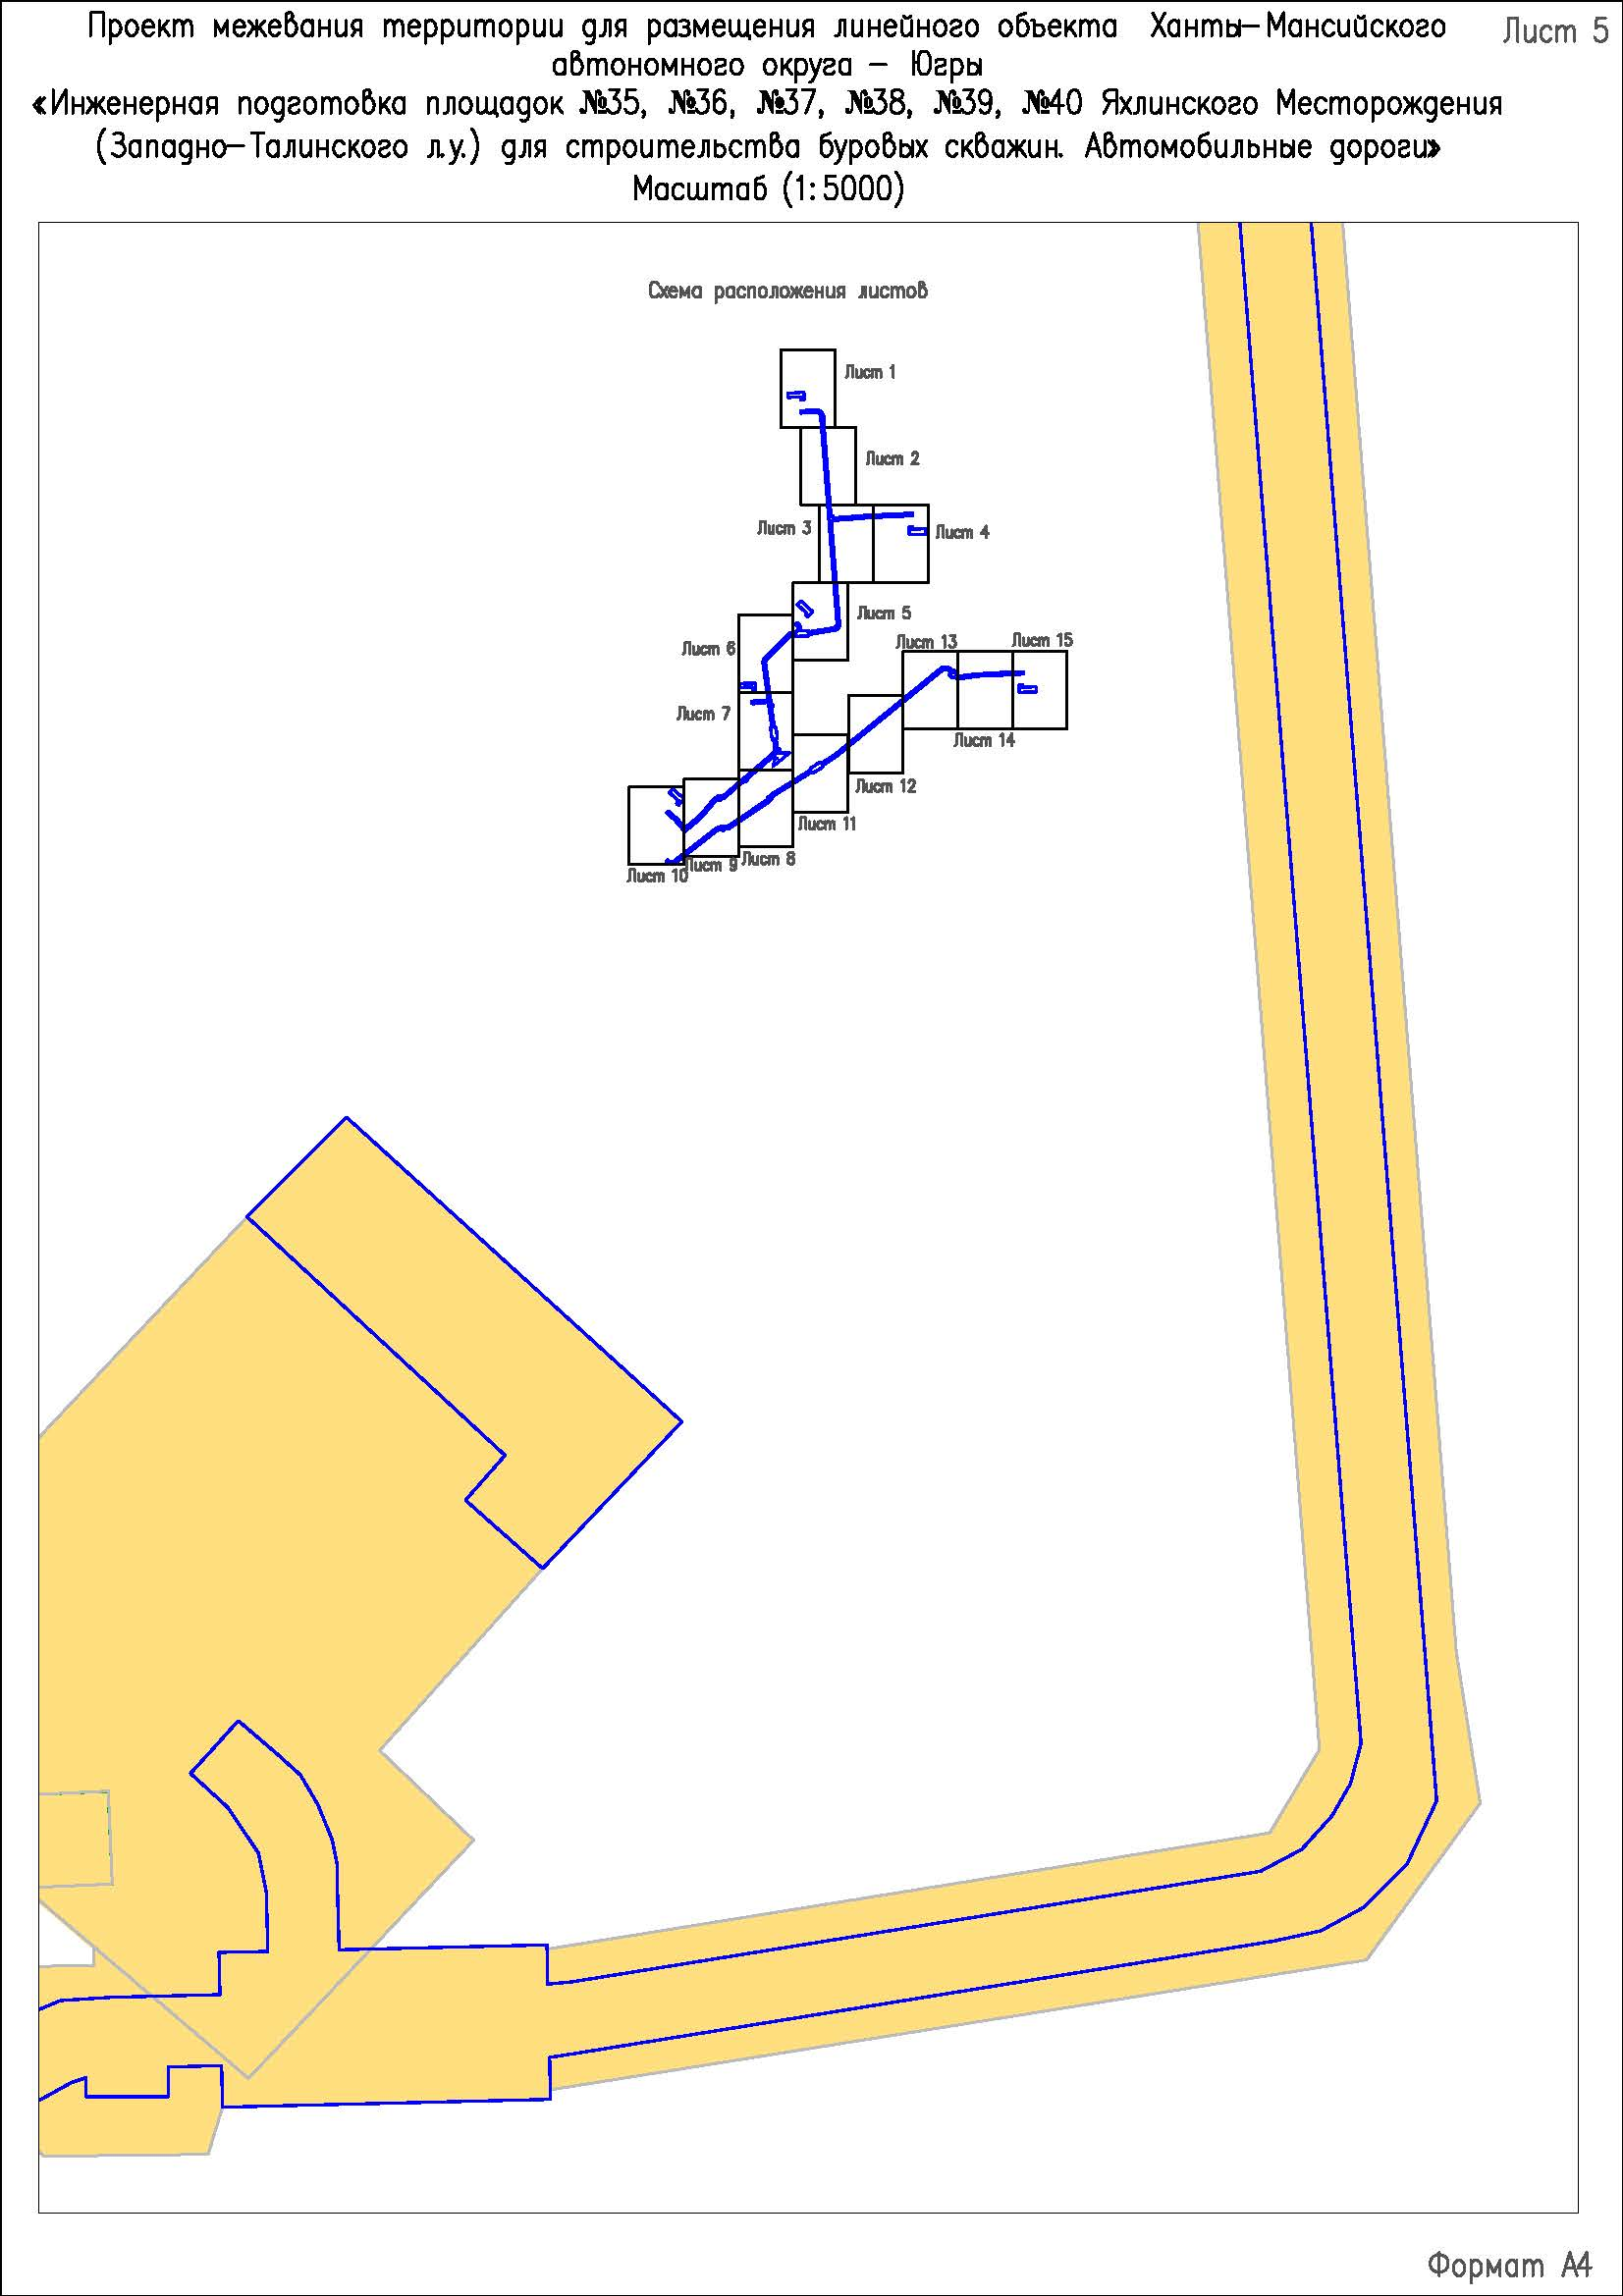 Проект межевания территории для размещения линейного объекта Ханты-Мансийского
Лист 5
автономного округа - Югры
«Инженерная подготовка площадок №35, №36, №37, №38, №39, №40 Яхлинского Месторождения
(Западно-Талинского л.у.) для строительства буровых скважин. Автомобильные дороги»
Масштаб (1:5000)
Схема расположения листов
Лист 1
Лист 2
Лист 3
Лист 4
Лист 5
Лист 6
Лист 13
Лист 15
Лист 7
Лист 14
Лист 12
Лист 11
Лист 8
Лист 9
Лист 10
Формат А4